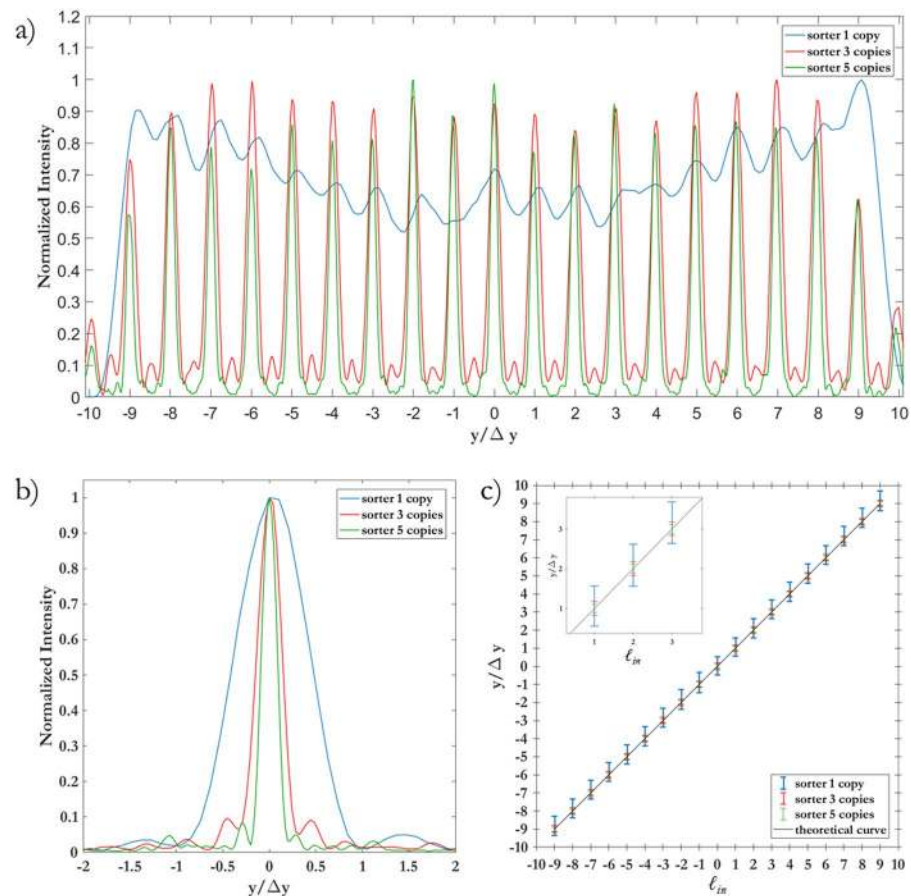 a)
Normalized Intensity
1.2
1.1
1
0.9
0.8
0.7
0.6
0.5
0.4
0.3
0.2
0.1
0
sorter 1 copy
sorter 3 copies
sorter 5 copies
-10 -9 -8 -7 -6 -5 -4 -3 -2 -1 0 1 2 3 4 5 6 7 8 9 10
y/Δ y
b)
Normalized Intensity
1
0.9
0.8
0.7
0.6
0.5
0.4
0.3
0.2
0.1
0
sorter 1 copy
sorter 3 copies
sorter 5 copies
-2 -1.5 -1 -0.5 0 0.5 1 1.5 2
y/Δy
c)
y/Δ y
10
9
8
7
6
5
4
3
2
1
0
-1
-2
-3
-4
-5
-6
-7
-8
-9
-10
y/Δ y
3
2
1
1 2 3
ℓin
sorter 1 copy
sorter 3 copies
sorter 5 copies
theoretical curve
-10 -9 -8 -7 -6 -5 -4 -3 -2 -1 0 1 2 3 4 5 6 7 8 9 10
ℓin